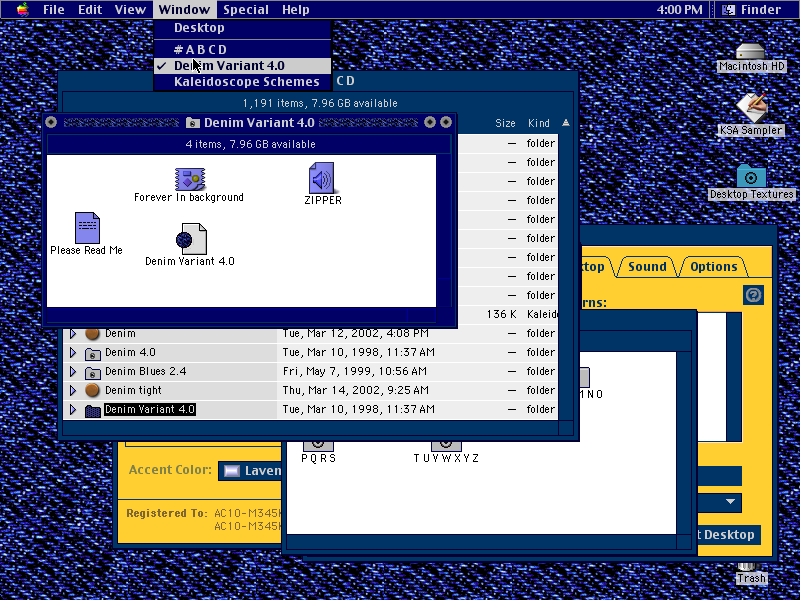 File Edit View Window Special Help 4:00 PM Finder
Desktop
#ABCD
✓ Denim Variant 4.0
Kaleidoscope Schemes
CD
1,191 items, 7.96 GB available
Size Kind
Denim Variant 4.0
4 items, 7.96 GB available
Forever In background
ZIPPER
Please Read Me
Denim Variant 4.0
— folder
— folder
— folder
— folder
— folder
— folder
— folder
— folder
— folder
136 K Kaleid
Denim Tue, Mar 12, 2002, 4:08 PM — folder
Denim 4.0 Tue, Mar 10, 1998, 11:37 AM — folder
Denim Blues 2.4 Fri, May 7, 1999, 10:56 AM — folder
Denim tight Thu, Mar 14, 2002, 9:25 AM — folder
Denim Variant 4.0 Tue, Mar 10, 1998, 11:37 AM — folder
Macintosh HD
KSA Sampler
Desktop Textures
top Sound Options
rns:
NO
PQRS
TUVWXYZ
Accent Color: Laven
Registered To: AC10-M345
AC10-M345
t Desktop
Trash